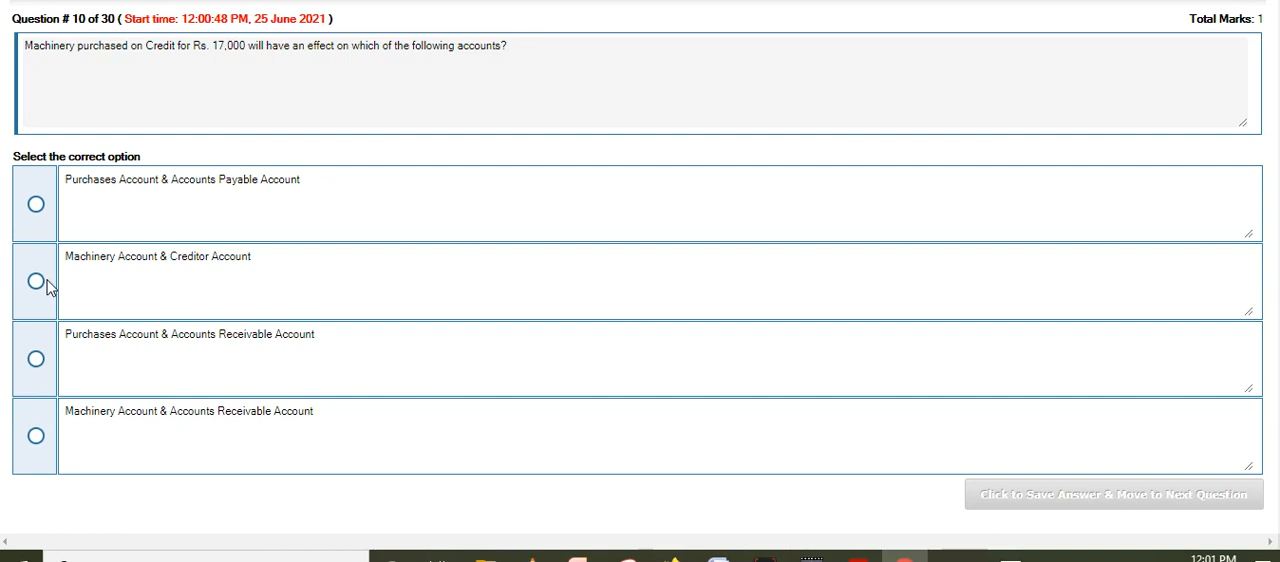 Question # 10 of 30 ( Start time: 12:00:48 PM, 25 June 2021 ) Total Marks: 1
Machinery purchased on Credit for Rs. 17,000 will have an effect on which of the following accounts?
Select the correct option
Purchases Account & Accounts Payable Account
Machinery Account & Creditor Account
Purchases Account & Accounts Receivable Account
Machinery Account & Accounts Receivable Account
Click to Save Answer & Move to Next Question
12:01 PM